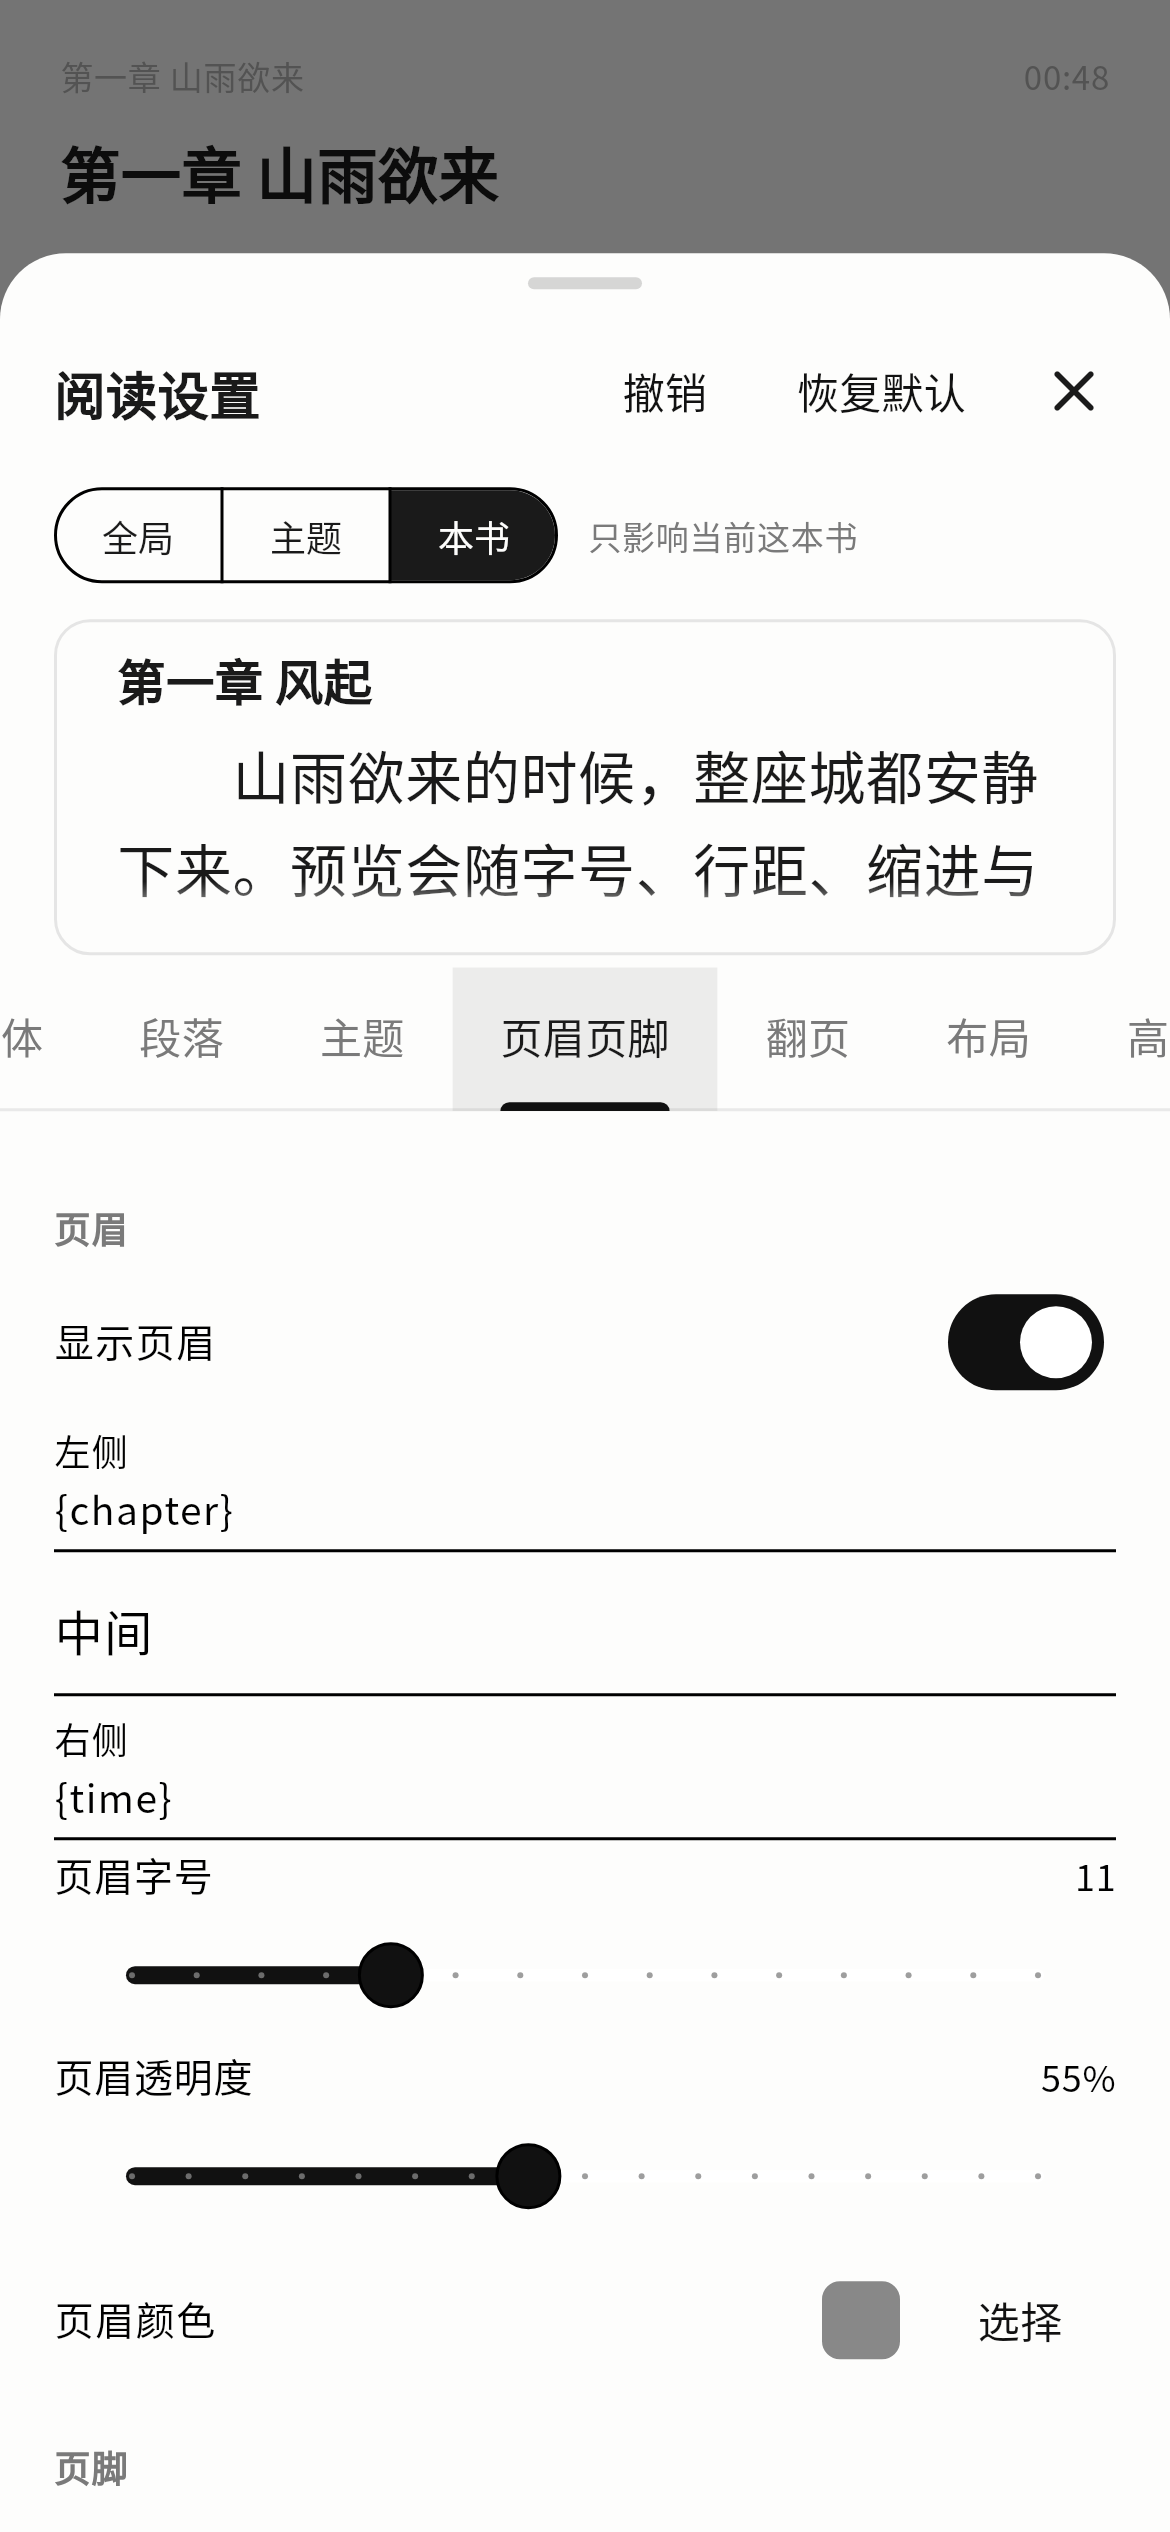 第一章 山雨欲来 00:48
第一章 山雨欲来
阅读设置 撤销 恢复默认
全局 主题 本书 只影响当前这本书
第一章 风起
山雨欲来的时候，整座城都安静
下来。预览会随字号、行距、缩进与
体 段落 主题 页眉页脚 翻页 布局 高
页眉
显示页眉
左侧
{chapter}
中间
右侧
{time}
页眉字号 11
页眉透明度 55%
页眉颜色 选择
页脚